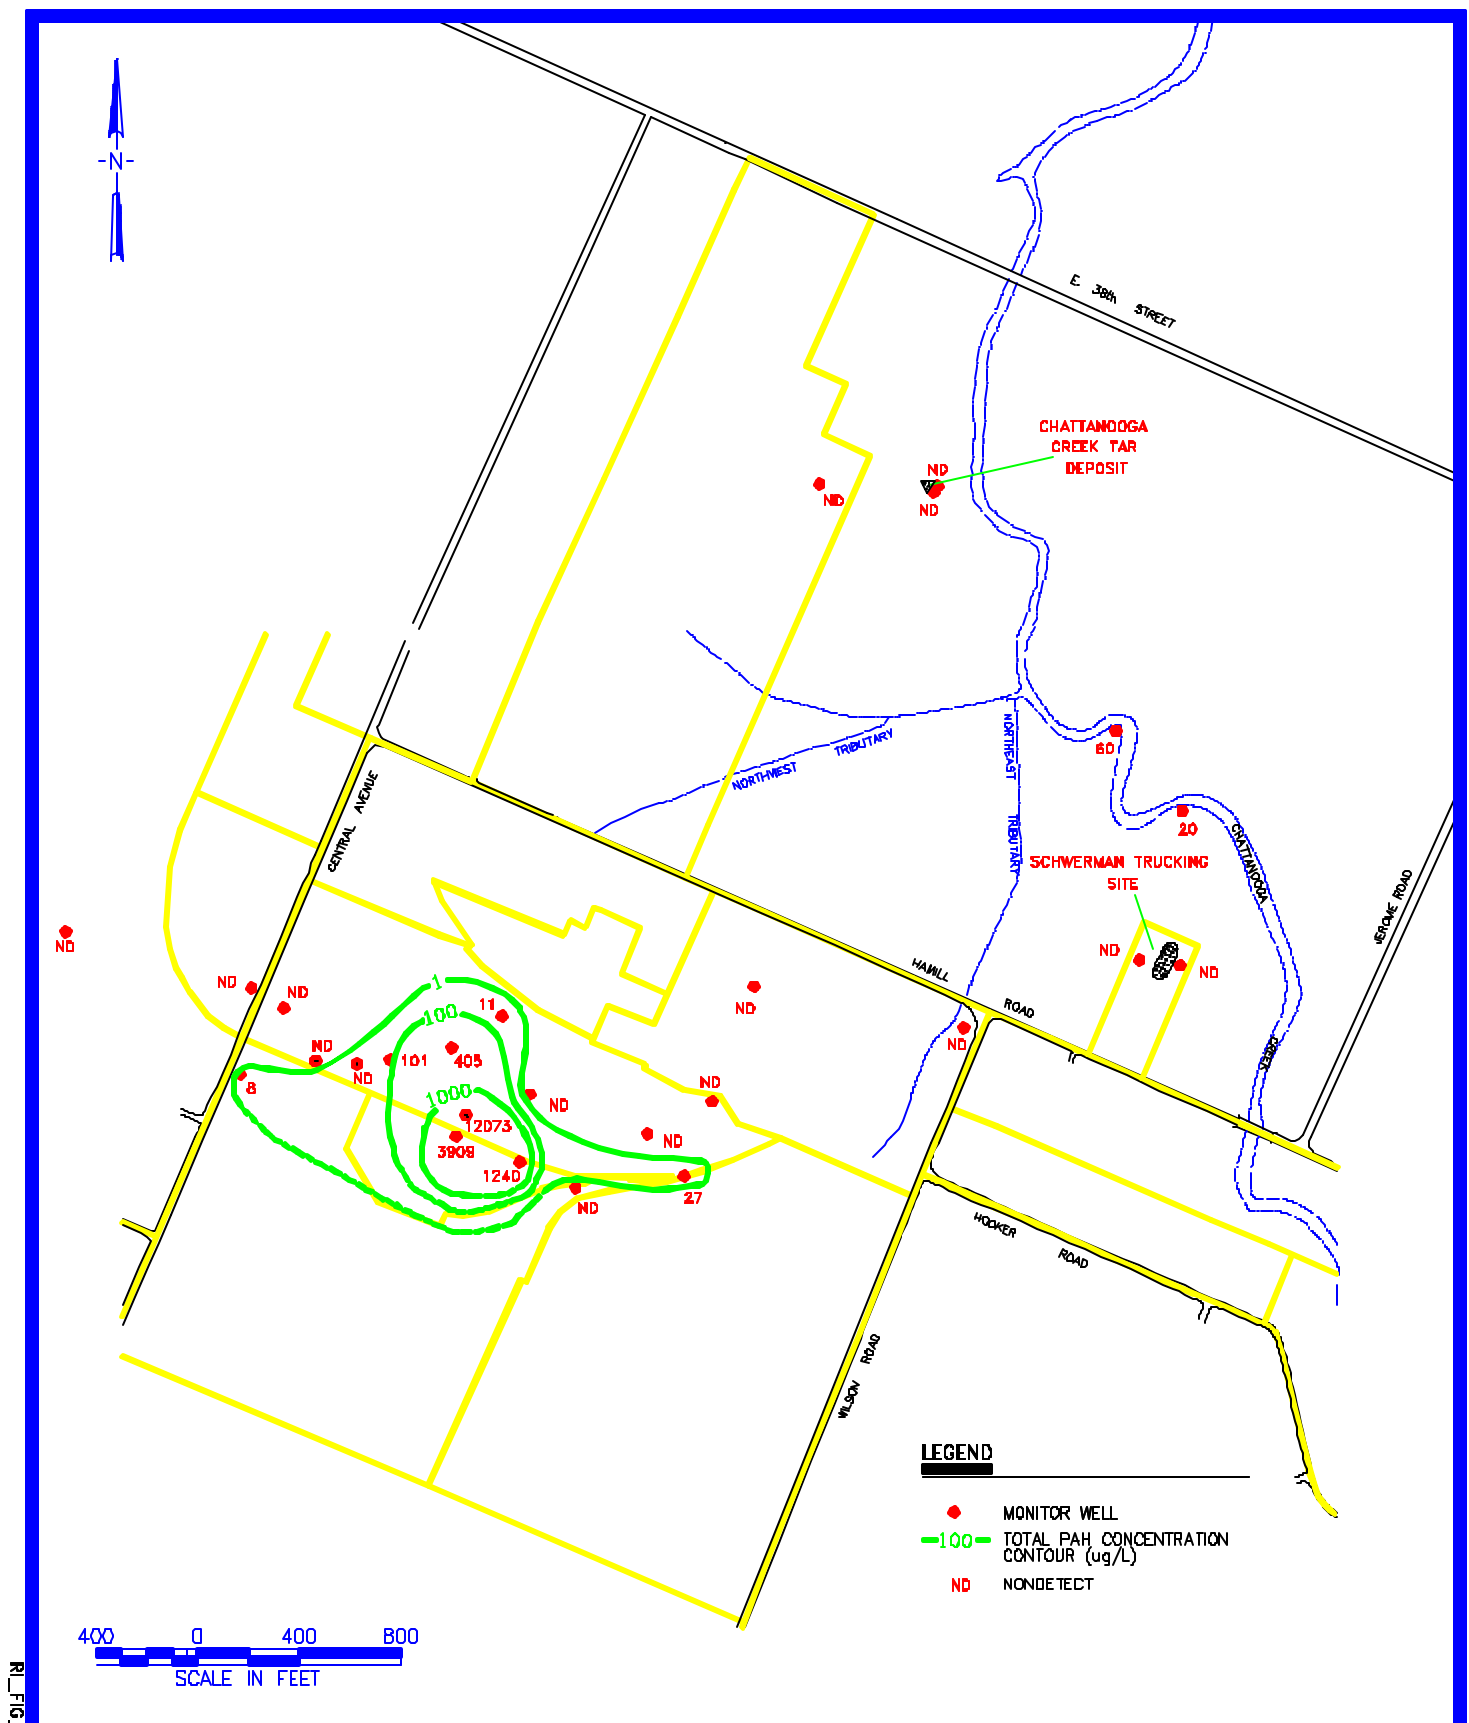 -N-
E. 38th STREET
CHATTANOOGA
CREEK TAR
DEPOSIT
ND
ND
ND
NORTHEAST TRIBUTARY
NORTHWEST TRIBUTARY
60
20
CENTRAL AVENUE
CHATTANOOGA CREEK
SCHWERMAN TRUCKING
SITE
JEROME ROAD
ND
ND
ND
HAMILL ROAD
ND
ND
1
11
100
ND
ND
ND
101
405
ND
8
1000
ND
ND
12073
ND
3909
1240
27
ND
HOOKER ROAD
WILSON ROAD
LEGEND
MONITOR WELL
100
TOTAL PAH CONCENTRATION
CONTOUR (ug/L)
ND
NONDETECT
400 0 400 800
SCALE IN FEET
RI_FIG.